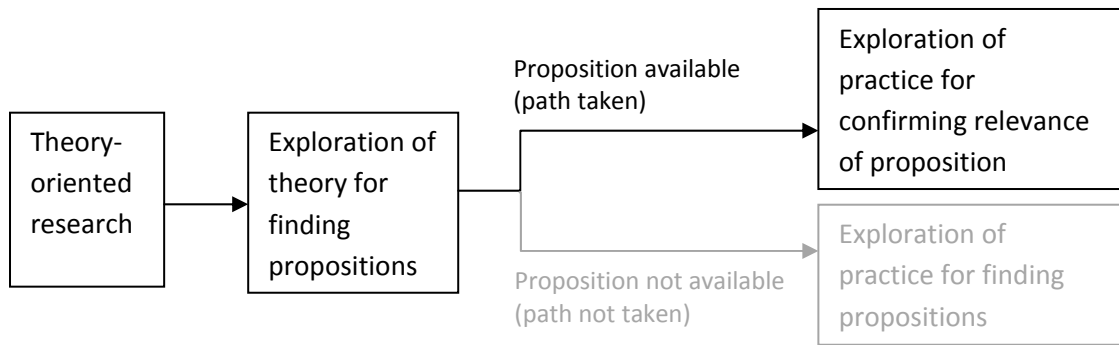 Theory-
oriented
research
Exploration of
theory for
finding
propositions
Proposition available
(path taken)
Exploration of
practice for
confirming relevance
of proposition
Proposition not available
(path not taken)
Exploration of
practice for finding
propositions